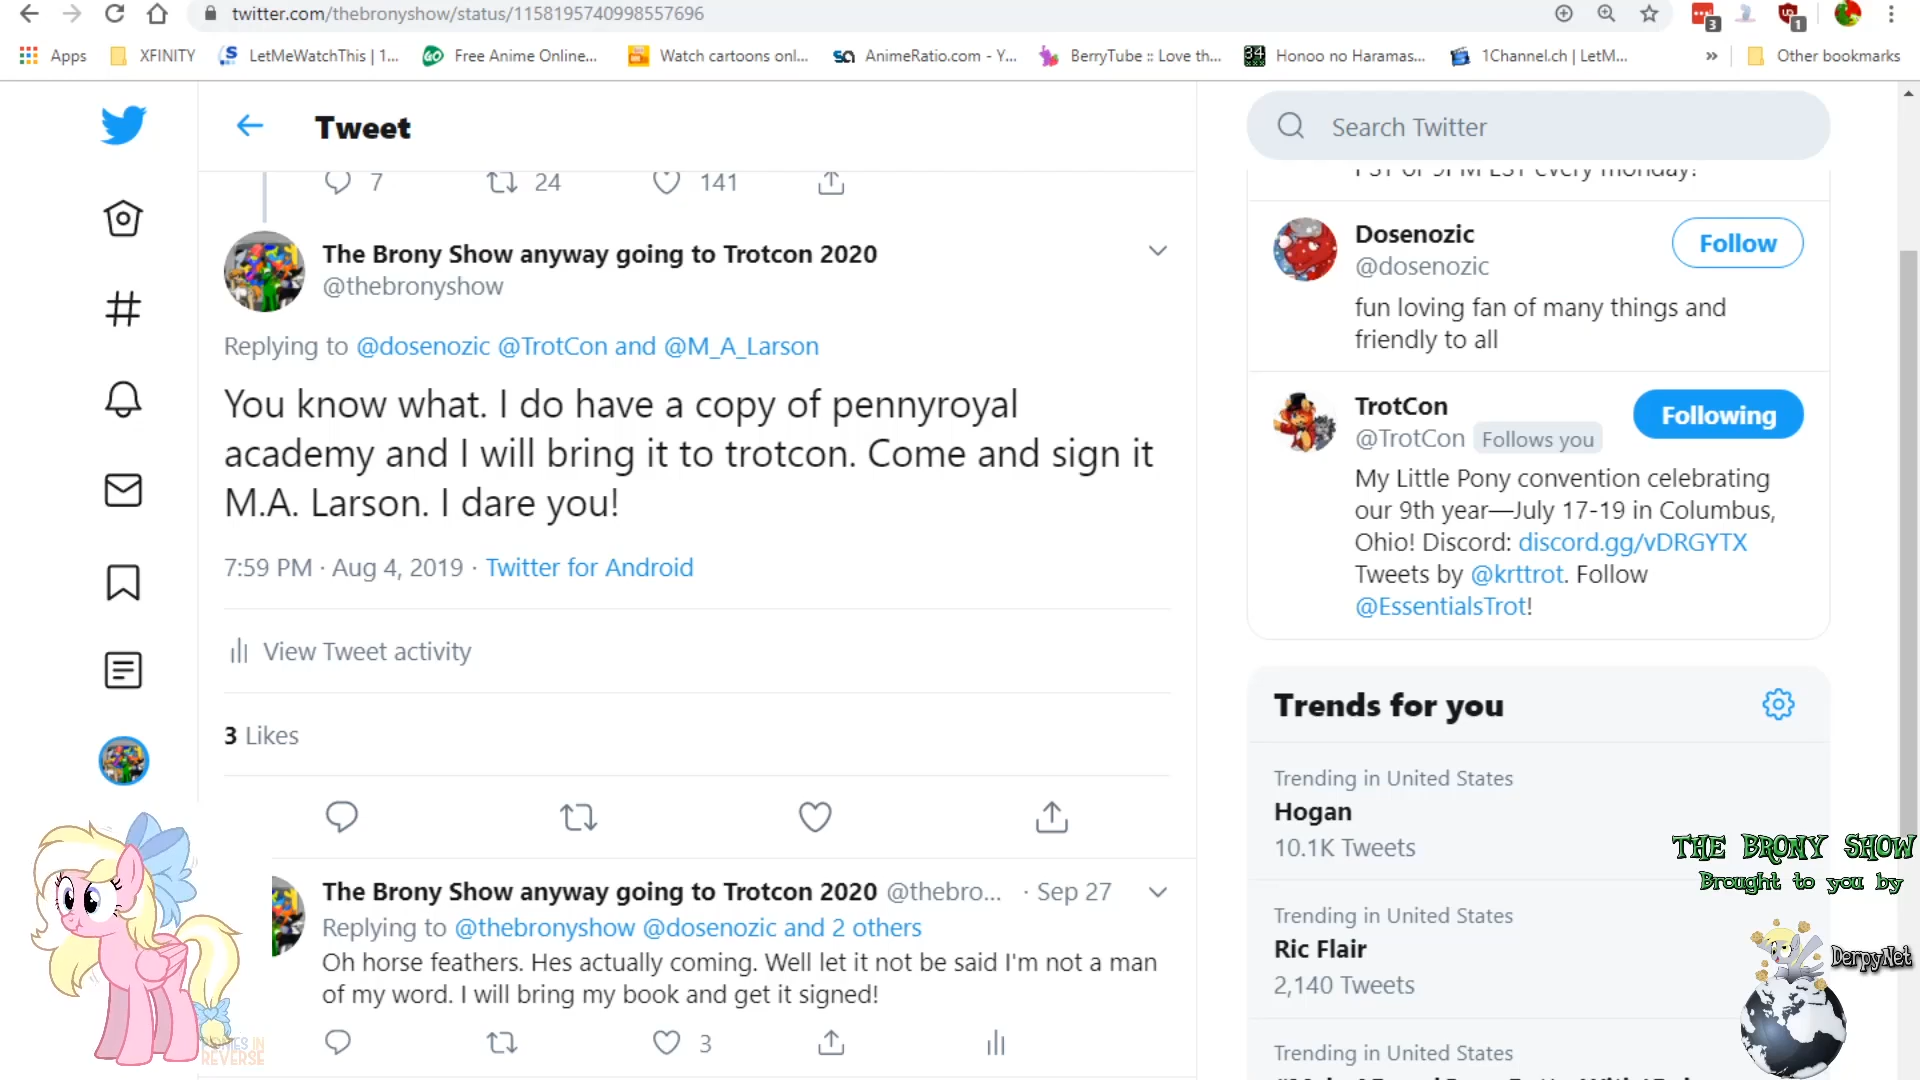 twitter.com/thebronyshow/status/1158195740998557696
3
1
Apps
XFINITY
LetMeWatchThis | 1...
Free Anime Online...
Watch cartoons onl...
AnimeRatio.com - Y...
BerryTube :: Love th...
Honoo no Haramas...
1Channel.ch | LetM...
Other bookmarks
Tweet
7
24
141
The Brony Show anyway going to Trotcon 2020
@thebronyshow
Replying to @dosenozic @TrotCon and @M_A_Larson
You know what. I do have a copy of pennyroyal
academy and I will bring it to trotcon. Come and sign it
M.A. Larson. I dare you!
7:59 PM · Aug 4, 2019 · Twitter for Android
View Tweet activity
3 Likes
The Brony Show anyway going to Trotcon 2020 @thebro... · Sep 27
Replying to @thebronyshow @dosenozic and 2 others
Oh horse feathers. Hes actually coming. Well let it not be said I'm not a man
of my word. I will bring my book and get it signed!
3
Search Twitter
PST or 9PM EST every monday!
Dosenozic
Follow
@dosenozic
fun loving fan of many things and
friendly to all
TrotCon
Following
@TrotCon Follows you
My Little Pony convention celebrating
our 9th year—July 17-19 in Columbus,
Ohio! Discord: discord.gg/vDRGYTX
Tweets by @krttrot. Follow
@EssentialsTrot!
Trends for you
Trending in United States
Hogan
10.1K Tweets
Trending in United States
Ric Flair
2,140 Tweets
Trending in United States
THE BRONY SHOW
Brought to you by
DerpyNet
PONIES IN
REVERSE